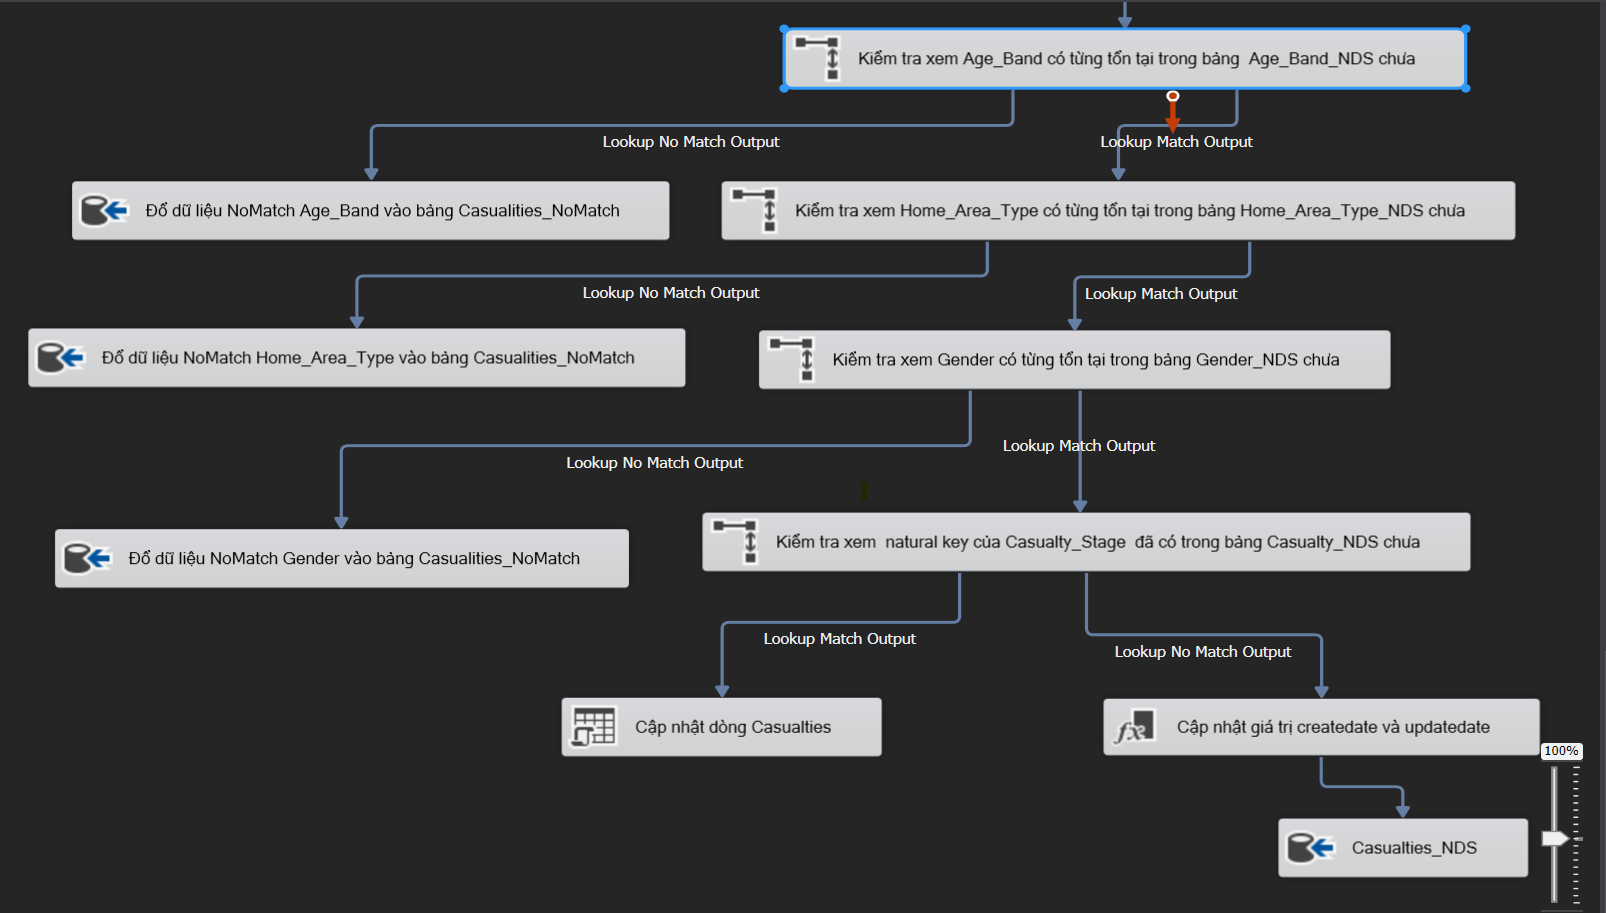 Kiểm tra xem Age_Band có từng tồn tại trong bảng  Age_Band_NDS chưa
Lookup No Match Output
Lookup Match Output
Đổ dữ liệu NoMatch Age_Band vào bảng Casualities_NoMatch
Kiểm tra xem Home_Area_Type có từng tồn tại trong bảng Home_Area_Type_NDS chưa
Lookup No Match Output
Lookup Match Output
Đổ dữ liệu NoMatch Home_Area_Type vào bảng Casualities_NoMatch
Kiểm tra xem Gender có từng tồn tại trong bảng Gender_NDS chưa
Lookup No Match Output
Lookup Match Output
Đổ dữ liệu NoMatch Gender vào bảng Casualities_NoMatch
Kiểm tra xem  natural key của Casualty_Stage  đã có trong bảng Casualty_NDS chưa
Lookup Match Output
Lookup No Match Output
Cập nhật dòng Casualties
fx
Cập nhật giá trị createdate và updatedate
100%
Casualties_NDS